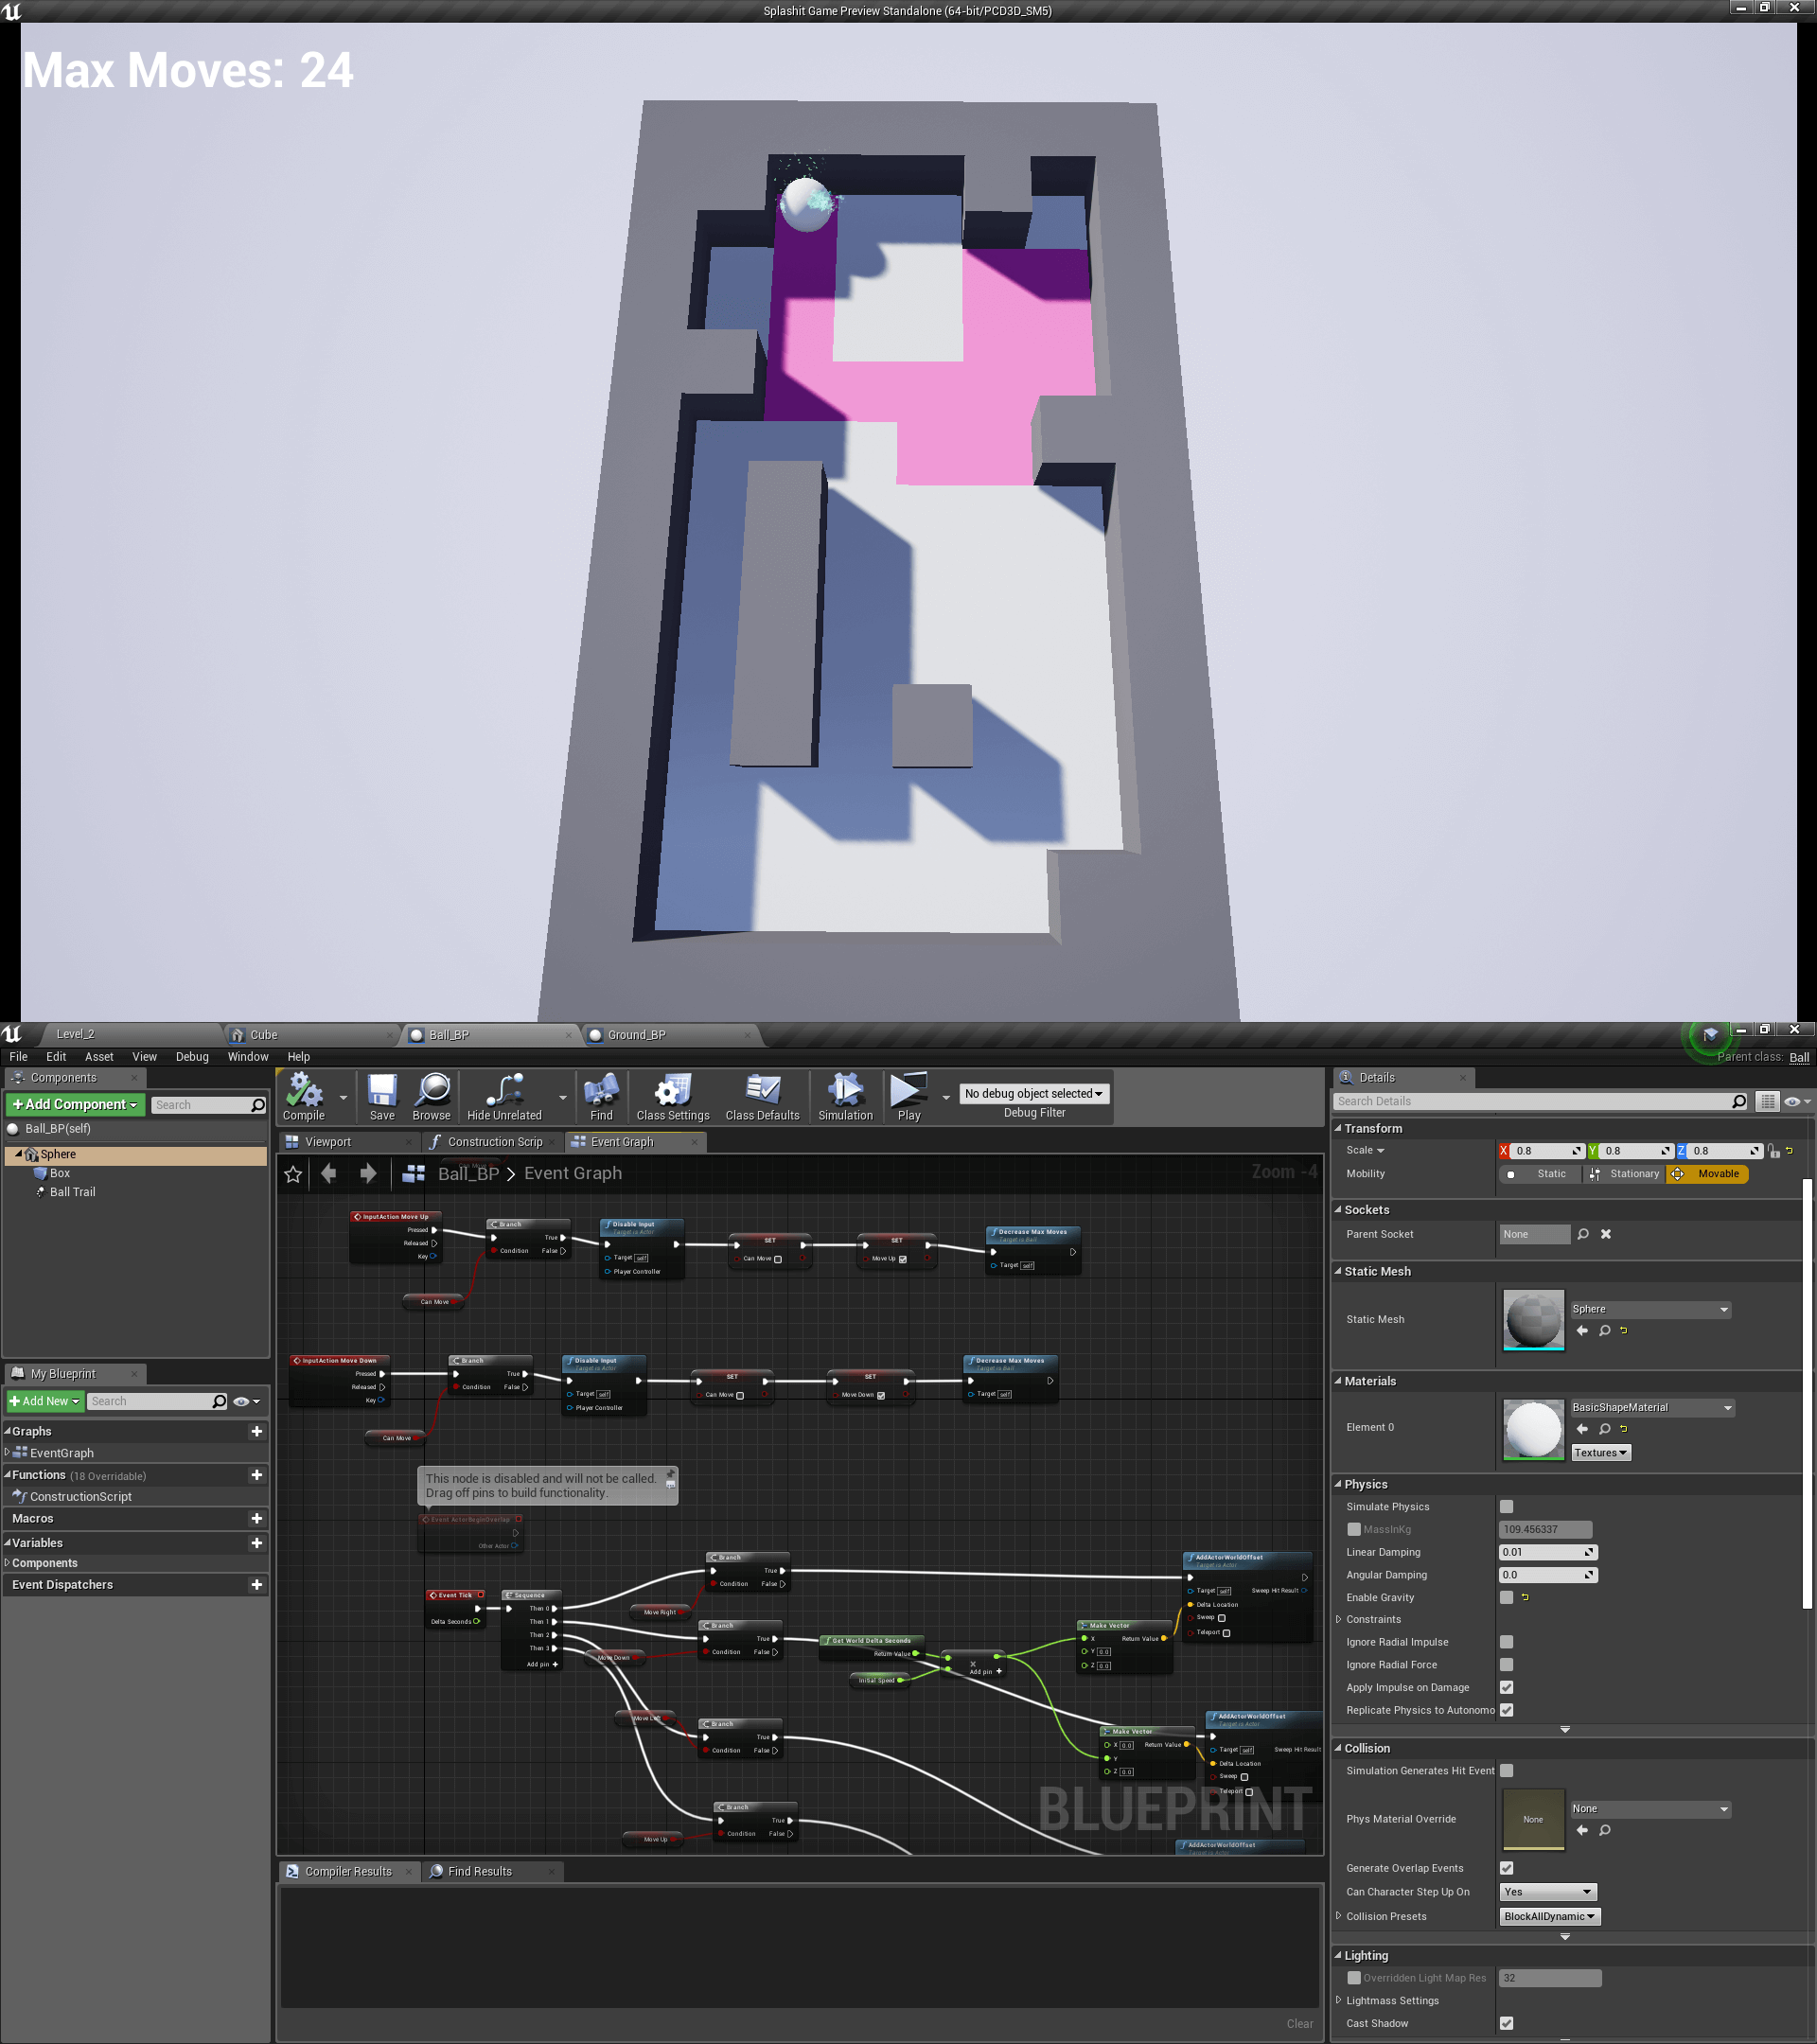 Splashit Game Preview Standalone (64-bit/PCD3D_SM5)
Max Moves: 24
Level_2
Cube
Ball_BP
Ground_BP
File Edit Asset View Debug Window Help
Parent class: Ball
Components
+Add Component
Search
Ball_BP(self)
Sphere
Box
Ball Trail
My Blueprint
+Add New
Search
Graphs
EventGraph
Functions (18 Overridable)
ConstructionScript
Macros
Variables
Components
Event Dispatchers
Compile
Save
Browse
Hide Unrelated
Find
Class Settings
Class Defaults
Simulation
Play
No debug object selected
Debug Filter
Viewport
Construction Scrip
Event Graph
Ball_BP > Event Graph
Zoom -4
InputAction Move Up
Pressed
Released
Key
Can Move
Branch
True
Condition
False
Disable Input
Target is Actor
Target self
Player Controller
SET
Can Move
SET
Move Up
Decrease Max Moves
Target is Ball
Target self
InputAction Move Down
Pressed
Released
Key
Can Move
Branch
True
Condition
False
Disable Input
Target is Actor
Target self
Player Controller
SET
Can Move
SET
Move Down
Decrease Max Moves
Target is Ball
Target self
This node is disabled and will not be called.
Drag off pins to build functionality.
Event ActorBeginOverlap
Other Actor
Event Tick
Delta Seconds
Sequence
Then 0
Then 1
Then 2
Then 3
Add pin +
Branch
True
Condition
False
Move Right
Branch
True
Condition
False
Move Down
Branch
True
Condition
False
Move Left
Branch
True
Condition
False
Move Up
Get World Delta Seconds
Return Value
Initial Speed
Add pin +
Make Vector
X
Return Value
Y 0.0
Z 0.0
AddActorWorldOffset
Target is Actor
Target self
Sweep Hit Result
Delta Location
Sweep
Teleport
Make Vector
X 0.0
Return Value
Y
Z 0.0
AddActorWorldOffset
Target is Actor
Target self
Sweep Hit Result
Delta Location
Sweep
Teleport
AddActorWorldOffset
BLUEPRINT
Compiler Results
Find Results
Clear
Details
Search Details
Transform
Scale
X 0.8
Y 0.8
Z 0.8
Mobility
Static
Stationary
Movable
Sockets
Parent Socket
None
Static Mesh
Static Mesh
Sphere
Materials
Element 0
BasicShapeMaterial
Textures
Physics
Simulate Physics
MassInKg
109.456337
Linear Damping
0.01
Angular Damping
0.0
Enable Gravity
Constraints
Ignore Radial Impulse
Ignore Radial Force
Apply Impulse on Damage
Replicate Physics to Autonomo
Collision
Simulation Generates Hit Event
Phys Material Override
None
None
Generate Overlap Events
Can Character Step Up On
Yes
Collision Presets
BlockAllDynamic
Lighting
Overridden Light Map Res
32
Lightmass Settings
Cast Shadow